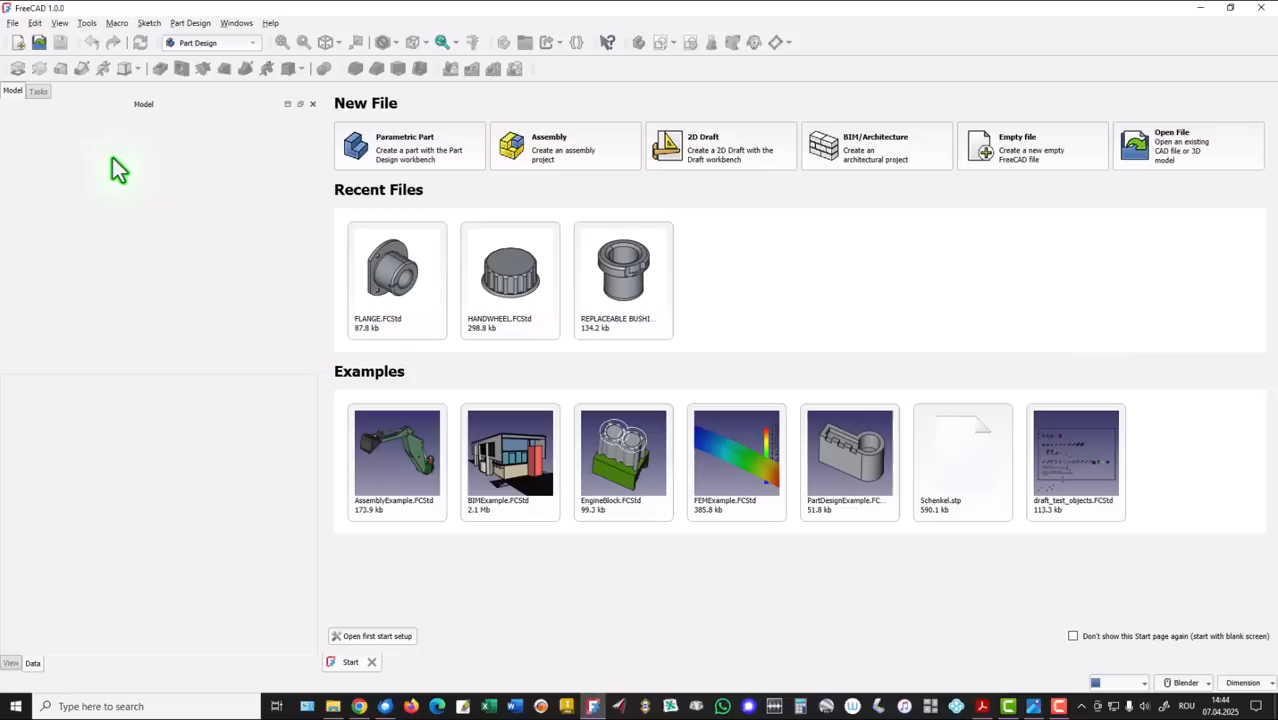 FreeCAD 1.0.0
File Edit View Tools Macro Sketch Part Design Windows Help
Part Design
Model Tasks
Model
New File
Parametric Part
Create a part with the Part
Design workbench
Assembly
Create an assembly
project
2D Draft
Create a 2D Draft with the
Draft workbench
BIM/Architecture
Create an
architectural project
Empty file
Create a new empty
FreeCAD file
Open File
Open an existing
CAD file or 3D
model
Recent Files
FLANGE.FCStd
87.8 kb
HANDWHEEL.FCStd
298.8 kb
REPLACEABLE BUSHI...
134.2 kb
Examples
AssemblyExample.FCStd
173.9 kb
BIMExample.FCStd
2.1 Mb
EngineBlock.FCStd
99.3 kb
FEMExample.FCStd
385.8 kb
PartDesignExample.FC...
51.8 kb
Schenkel.stp
590.1 kb
draft_test_objects.FCStd
113.3 kb
Open first start setup
Don't show this Start page again (start with blank screen)
View Data
Start
Blender
Dimension
Type here to search
ROU
14:44
07.04.2025